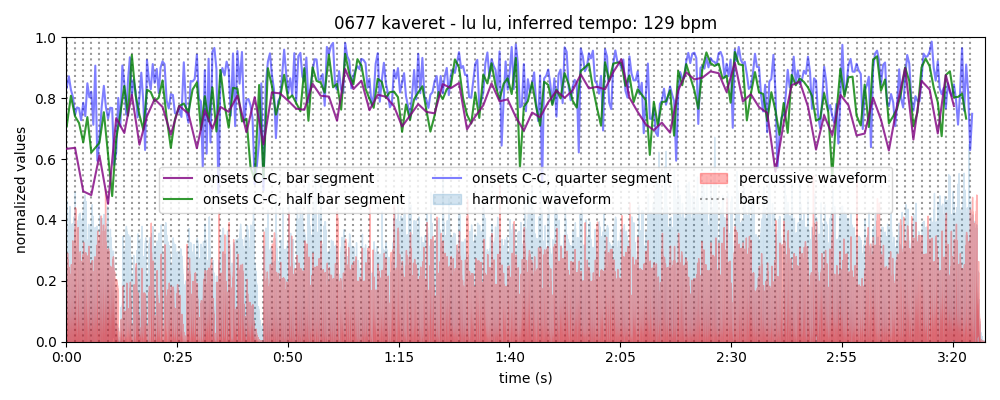 0677 kaveret - lu lu, inferred tempo: 129 bpm
1.0
0.8
0.6
0.4
0.2
0.0
normalized values
onsets C-C, bar segment
onsets C-C, half bar segment
onsets C-C, quarter segment
harmonic waveform
percussive waveform
bars
0:00 0:25 0:50 1:15 1:40 2:05 2:30 2:55 3:20
time (s)